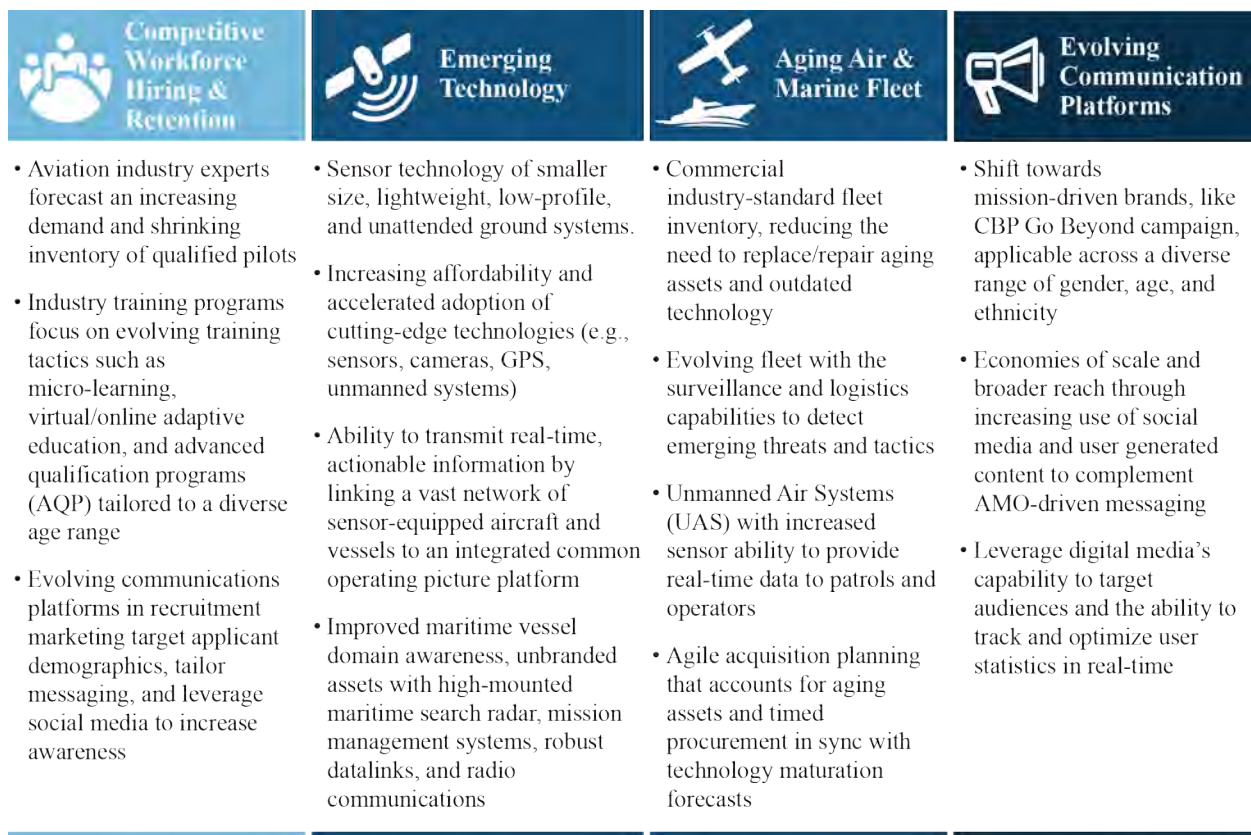 Competitive
Workforce
Hiring &
Retention
• Aviation industry experts
forecast an increasing
demand and shrinking
inventory of qualified pilots
• Industry training programs
focus on evolving training
tactics such as
micro-learning,
virtual/online adaptive
education, and advanced
qualification programs
(AQP) tailored to a diverse
age range
• Evolving communications
platforms in recruitment
marketing target applicant
demographics, tailor
messaging, and leverage
social media to increase
awareness
Emerging
Technology
• Sensor technology of smaller
size, lightweight, low-profile,
and unattended ground systems.
• Increasing affordability and
accelerated adoption of
cutting-edge technologies (e.g.,
sensors, cameras, GPS,
unmanned systems)
• Ability to transmit real-time,
actionable information by
linking a vast network of
sensor-equipped aircraft and
vessels to an integrated common
operating picture platform
• Improved maritime vessel
domain awareness, unbranded
assets with high-mounted
maritime search radar, mission
management systems, robust
datalinks, and radio
communications
Aging Air &
Marine Fleet
• Commercial
industry-standard fleet
inventory, reducing the
need to replace/repair aging
assets and outdated
technology
• Evolving fleet with the
surveillance and logistics
capabilities to detect
emerging threats and tactics
• Unmanned Air Systems
(UAS) with increased
sensor ability to provide
real-time data to patrols and
operators
• Agile acquisition planning
that accounts for aging
assets and timed
procurement in sync with
technology maturation
forecasts
Evolving
Communication
Platforms
• Shift towards
mission-driven brands, like
CBP Go Beyond campaign,
applicable across a diverse
range of gender, age, and
ethnicity
• Economies of scale and
broader reach through
increasing use of social
media and user generated
content to complement
AMO-driven messaging
• Leverage digital media's
capability to target
audiences and the ability to
track and optimize user
statistics in real-time